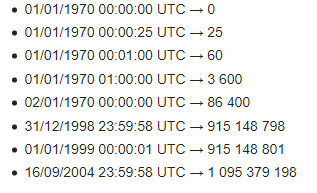 • 01/01/1970 00:00:00 UTC → 0
• 01/01/1970 00:00:25 UTC → 25
• 01/01/1970 00:01:00 UTC → 60
• 01/01/1970 01:00:00 UTC → 3 600
• 02/01/1970 00:00:00 UTC → 86 400
• 31/12/1998 23:59:58 UTC → 915 148 798
• 01/01/1999 00:00:01 UTC → 915 148 801
• 16/09/2004 23:59:58 UTC → 1 095 379 198